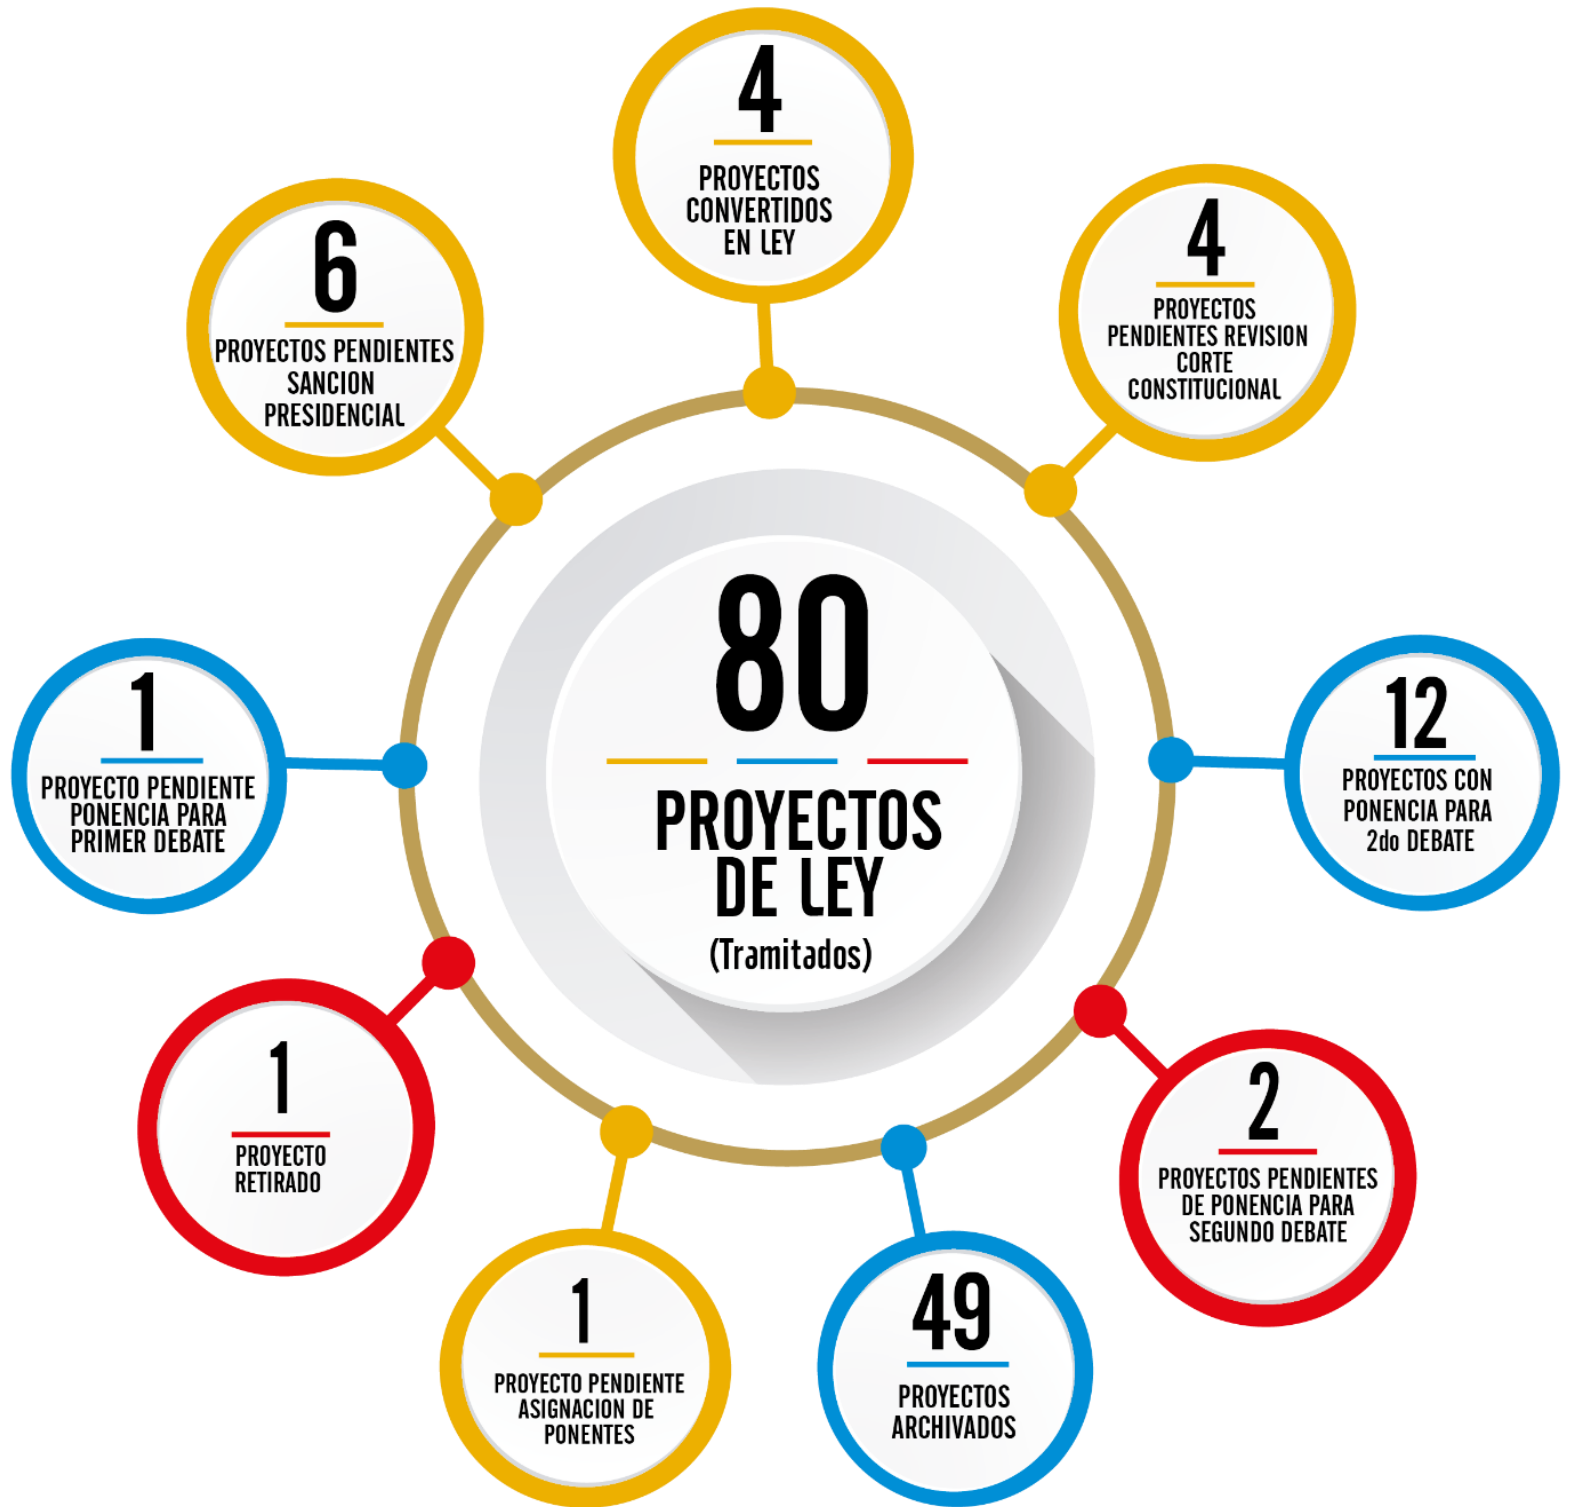 4
PROYECTOS
CONVERTIDOS
EN LEY
4
PROYECTOS
PENDIENTES REVISION
CORTE
CONSTITUCIONAL
6
PROYECTOS PENDIENTES
SANCION
PRESIDENCIAL
80
PROYECTOS
DE LEY
(Tramitados)
1
PROYECTO PENDIENTE
PONENCIA PARA
PRIMER DEBATE
12
PROYECTOS CON
PONENCIA PARA
2do DEBATE
1
PROYECTO
RETIRADO
2
PROYECTOS PENDIENTES
DE PONENCIA PARA
SEGUNDO DEBATE
1
PROYECTO PENDIENTE
ASIGNACION DE
PONENTES
49
PROYECTOS
ARCHIVADOS